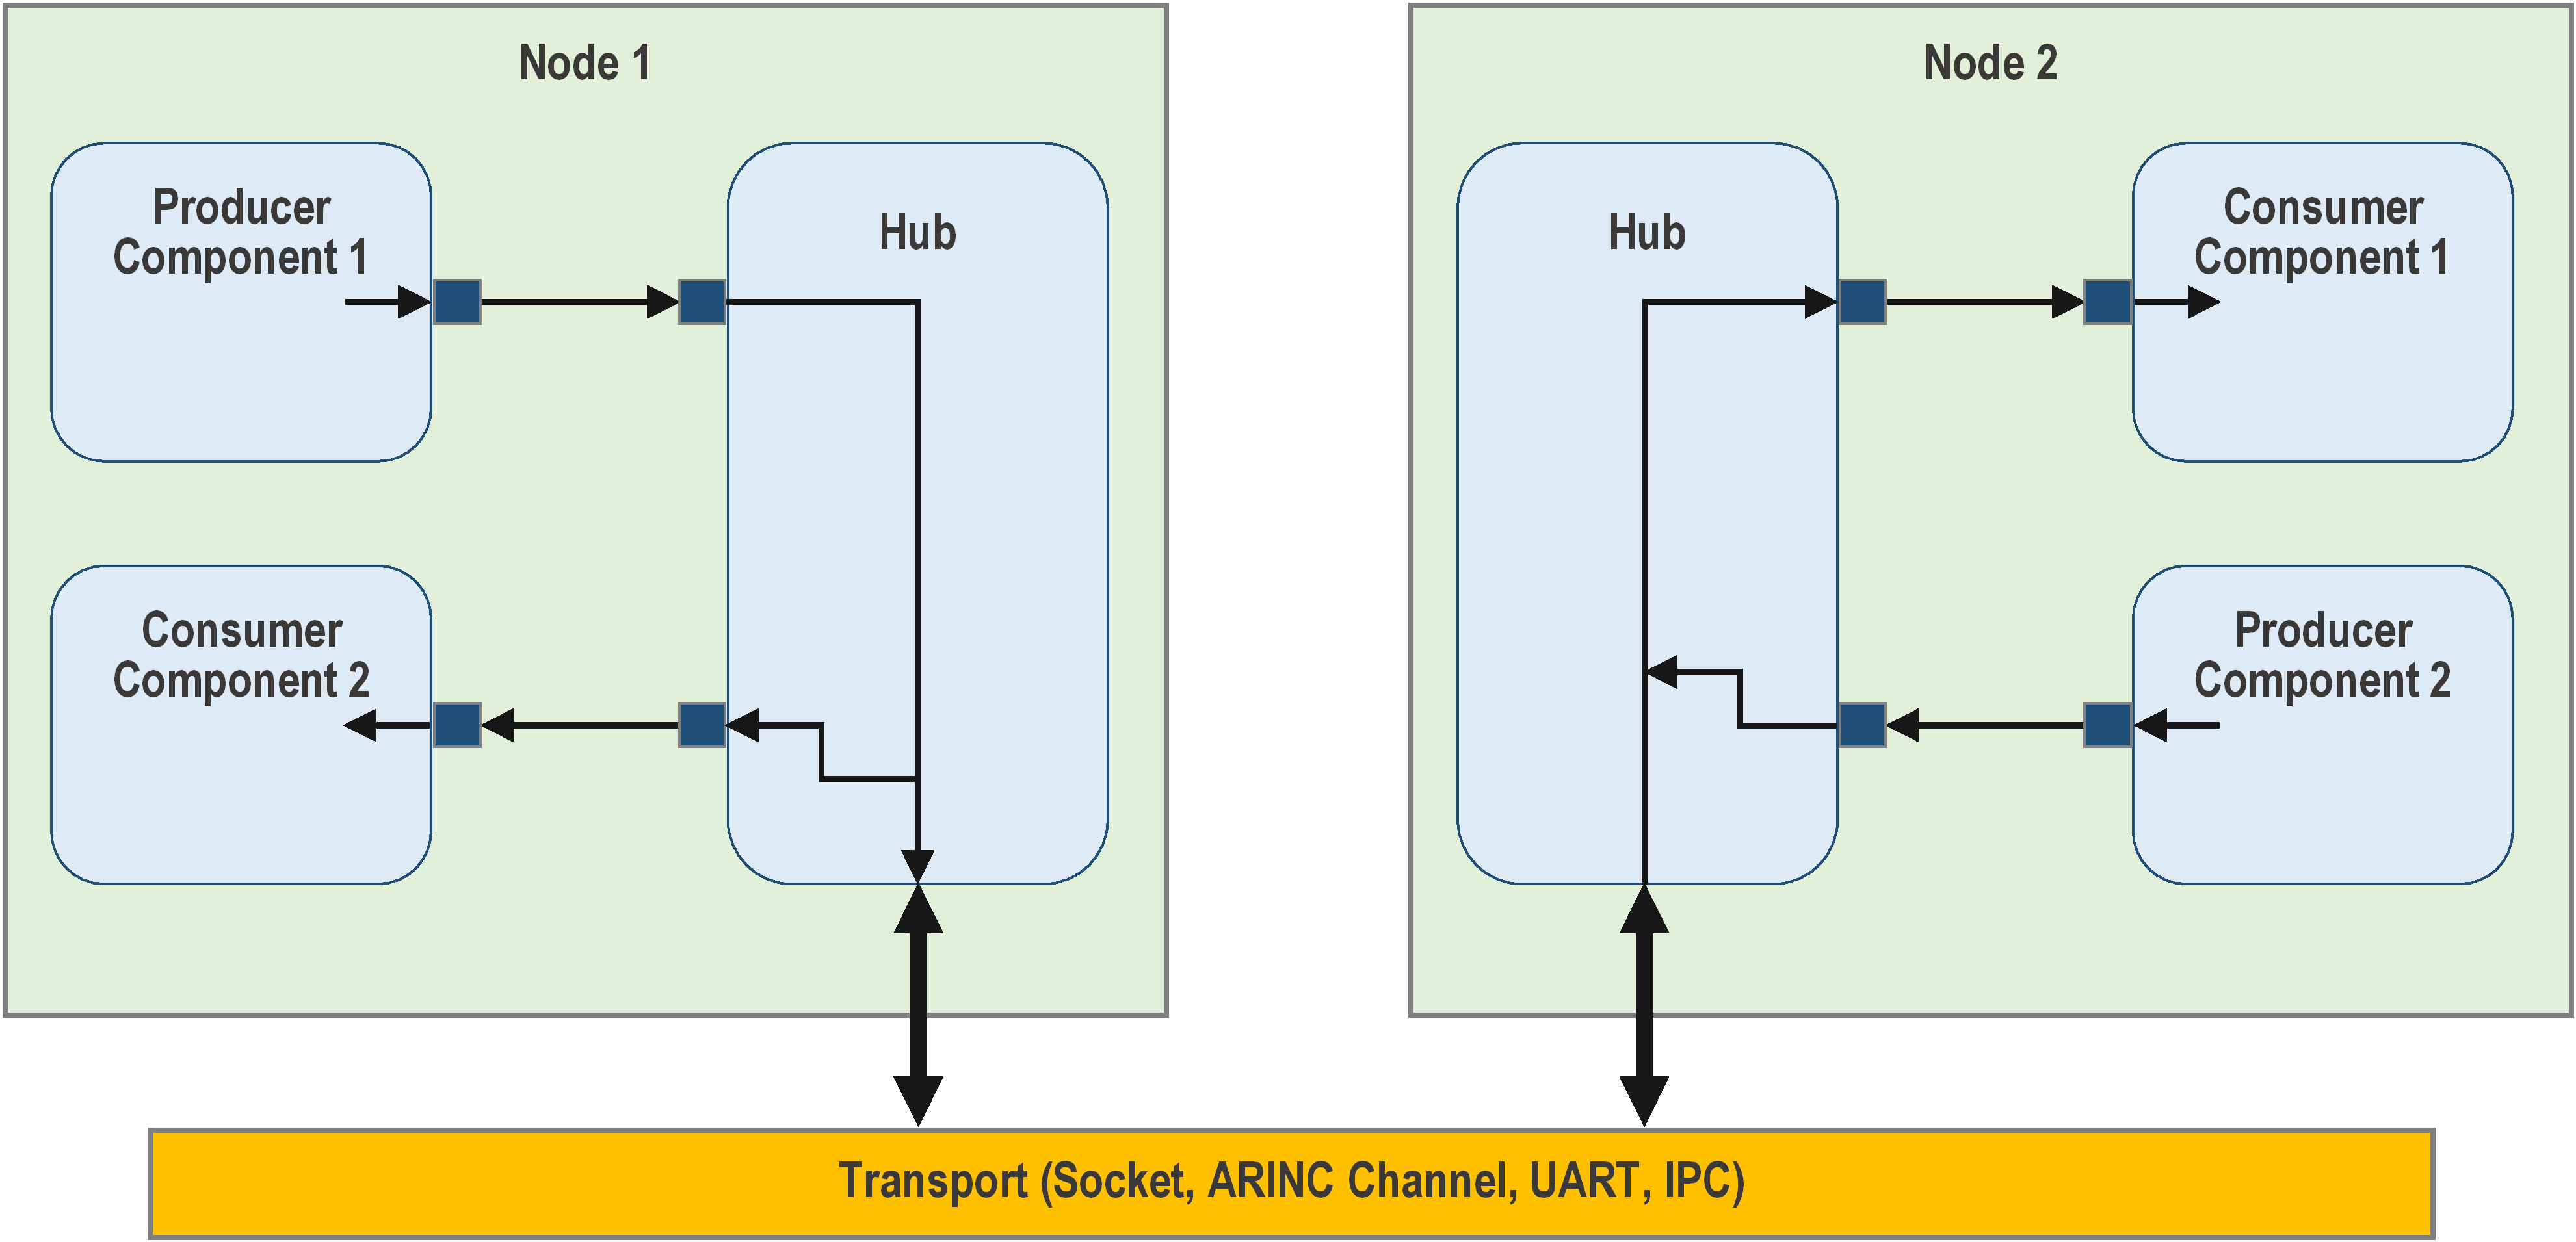 Node 1
Producer
Component 1
Hub
Consumer
Component 2
Node 2
Hub
Consumer
Component 1
Producer
Component 2
Transport (Socket, ARINC Channel, UART, IPC)